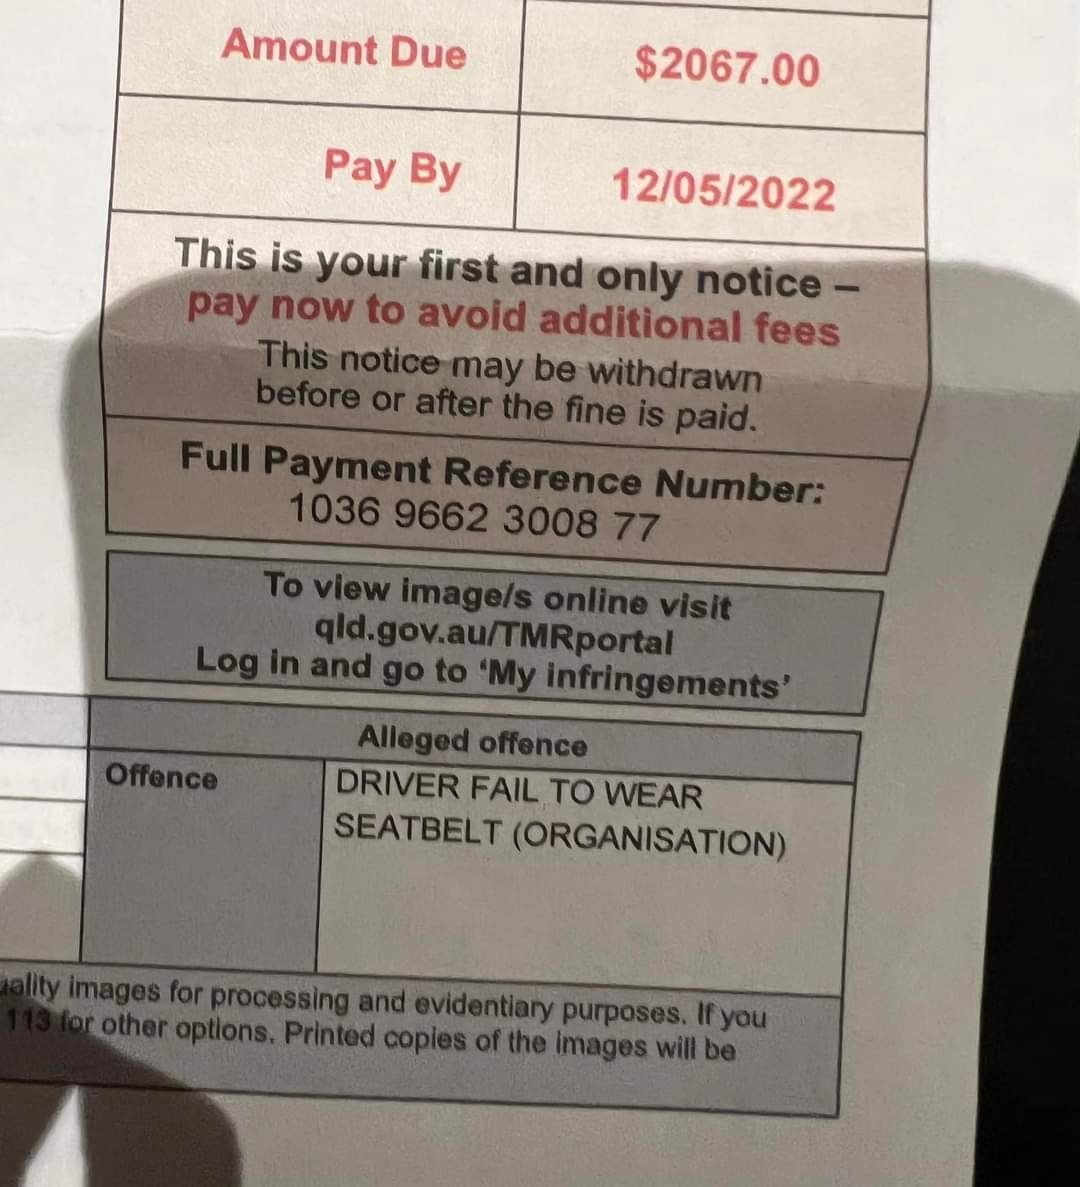 Amount Due $2067.00
Pay By 12/05/2022
This is your first and only notice –
pay now to avoid additional fees
This notice may be withdrawn
before or after the fine is paid.
Full Payment Reference Number:
1036 9662 3008 77
To view image/s online visit
qld.gov.au/TMRportal
Log in and go to ‘My infringements’
Alleged offence
Offence DRIVER FAIL TO WEAR
SEATBELT (ORGANISATION)
images for processing and evidentiary purposes. If you
113 for other options. Printed copies of the images will be